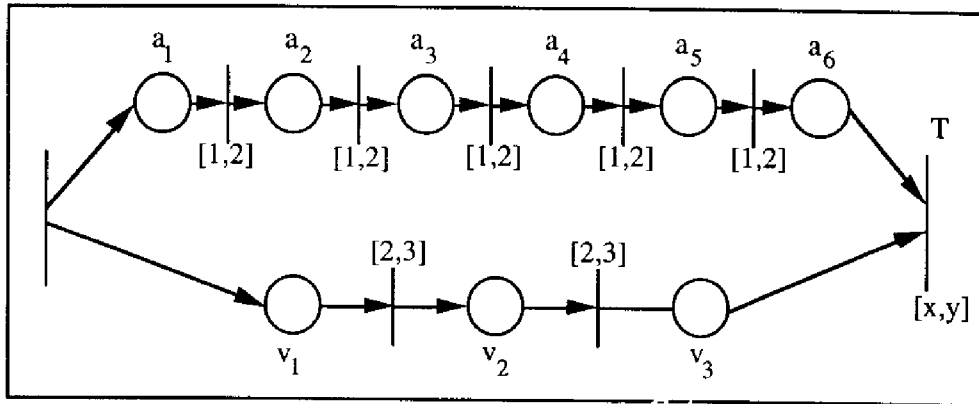 a1 a2 a3 a4 a5 a6
T
[1,2] [1,2] [1,2] [1,2] [1,2]
[2,3] [2,3]
[x,y]
v1 v2 v3